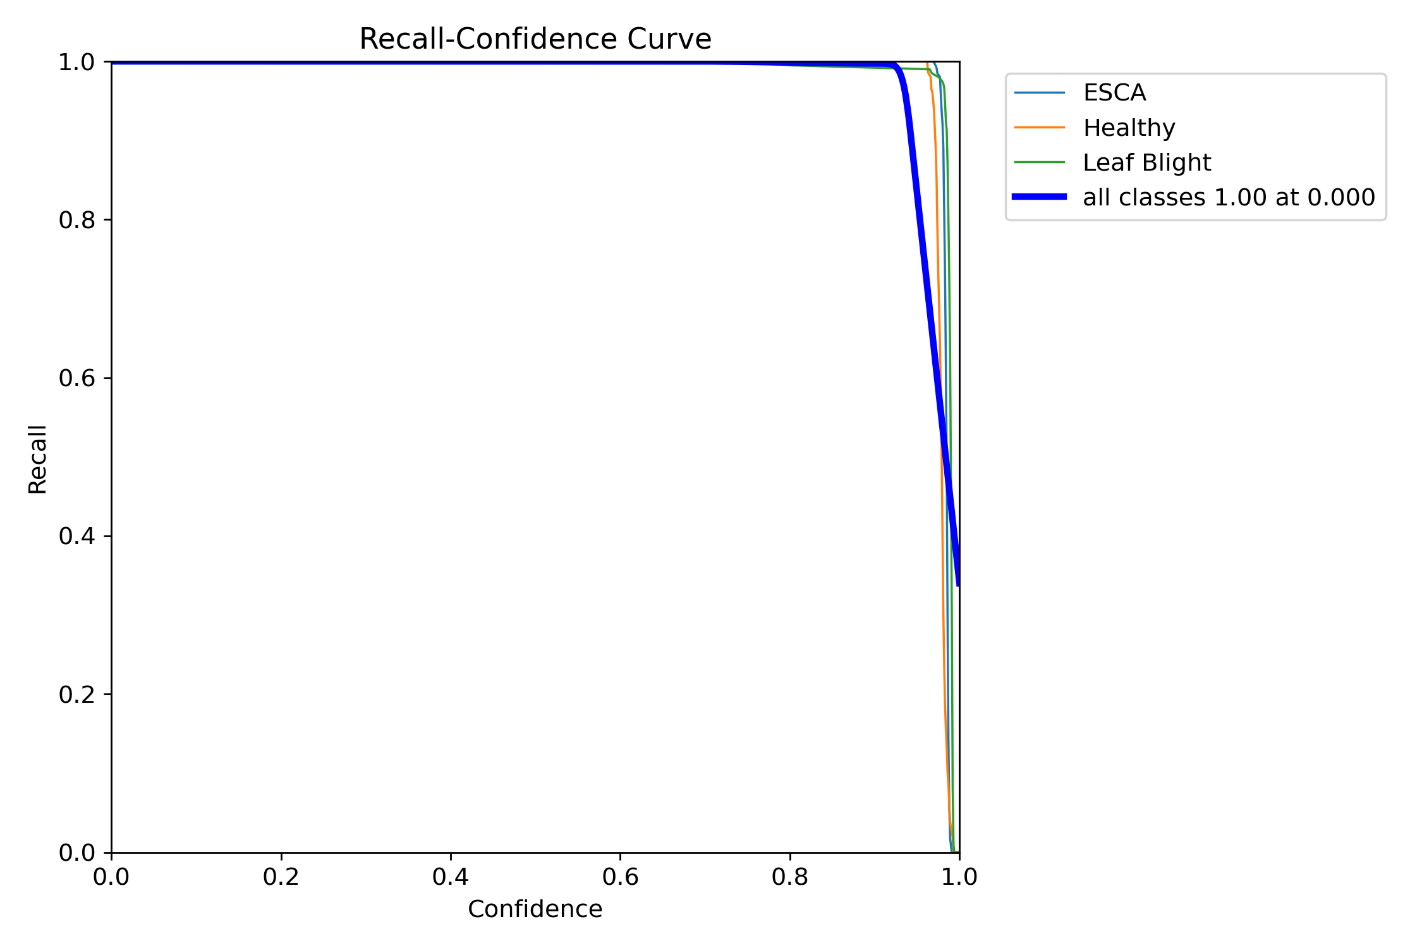 Recall-Confidence Curve
1.0
0.8
0.6
0.4
0.2
0.0
Recall
0.0 0.2 0.4 0.6 0.8 1.0
Confidence
ESCA
Healthy
Leaf Blight
all classes 1.00 at 0.000